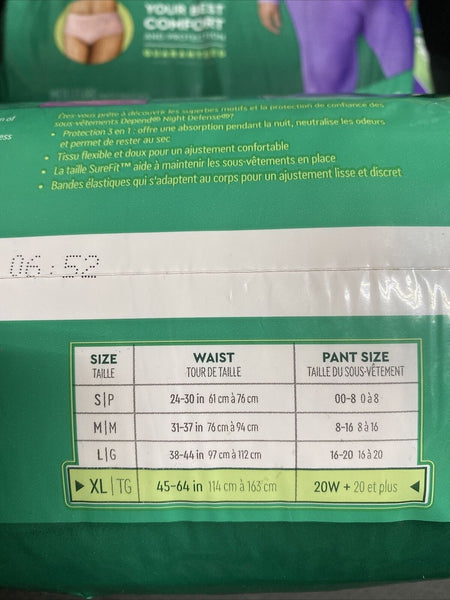 YOUR BEST
COMFORT
AND PROTECTION
GUARANTEED
on of
ness
Êtes-vous prête à découvrir les superbes motifs et la protection de confiance des
sous-vêtements Depend® Night Defense®?
• Protection 3 en 1 : offre une absorption pendant la nuit, neutralise les odeurs
et permet de rester au sec
• Tissu flexible et doux pour un ajustement confortable
• La taille SureFit™ aide à maintenir les sous-vêtements en place
• Bandes élastiques qui s'adaptent au corps pour un ajustement lisse et discret
06:52
SIZE WAIST PANT SIZE
TAILLE TOUR DE TAILLE TAILLE DU SOUS-VÊTEMENT
S|P 24-30 in 61 cm à 76 cm 00-8 0 à 8
M|M 31-37 in 76 cm à 94 cm 8-16 8 à 16
L|G 38-44 in 97 cm à 112 cm 16-20 16 à 20
XL|TG 45-64 in 114 cm à 163 cm 20W + 20 et plus